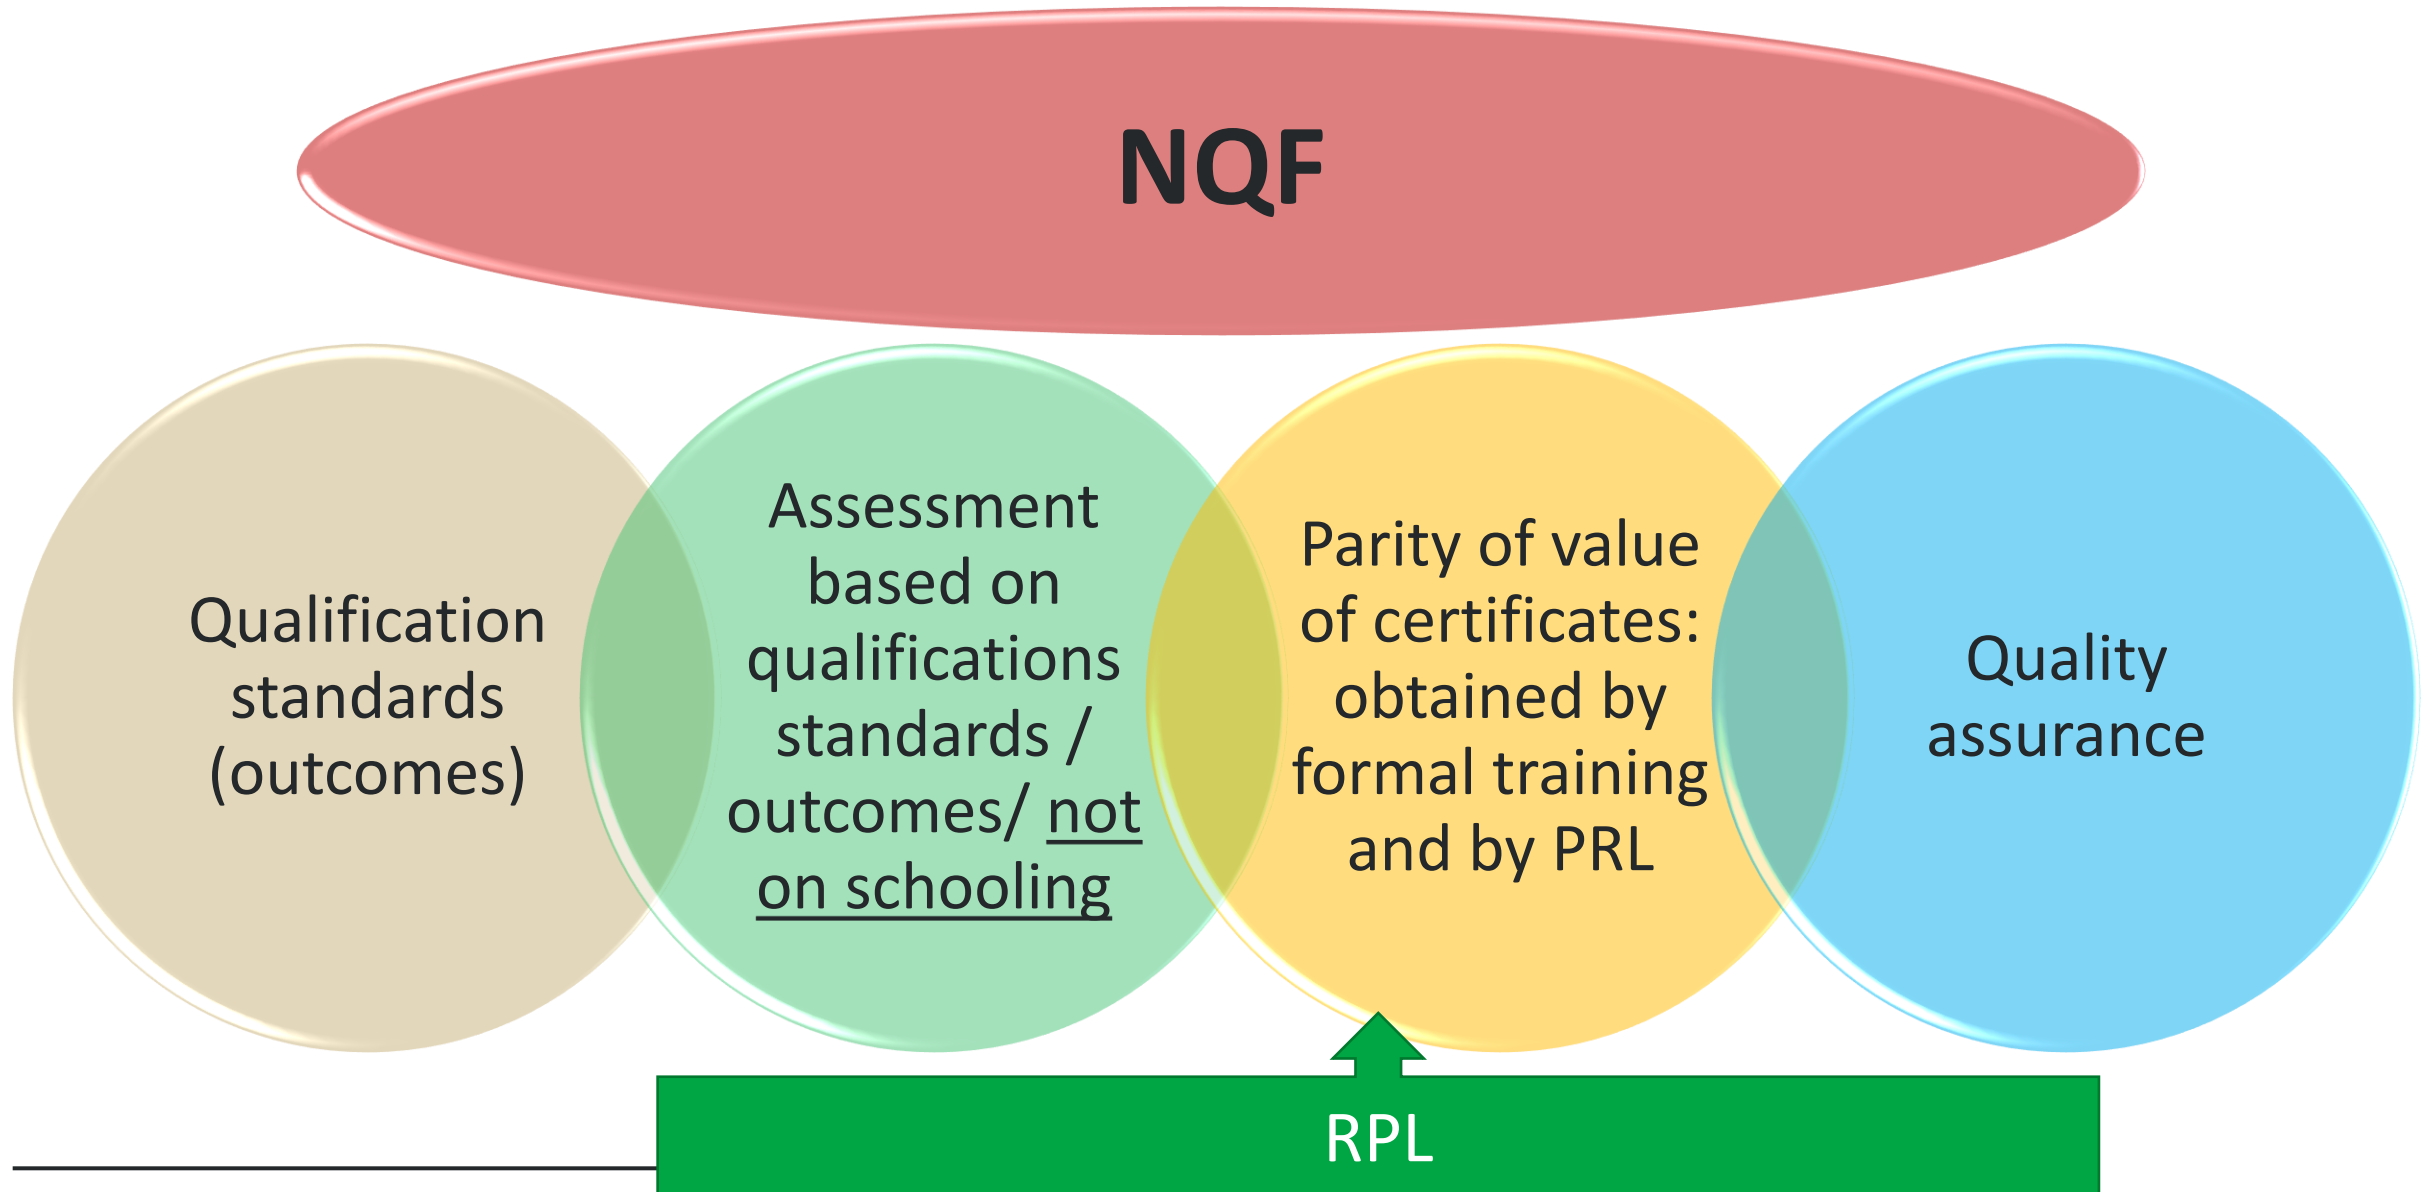 NQF
Qualification
standards
(outcomes)
Assessment
based on
qualifications
standards /
outcomes/ not
on schooling
Parity of value
of certificates:
obtained by
formal training
and by PRL
Quality
assurance
RPL